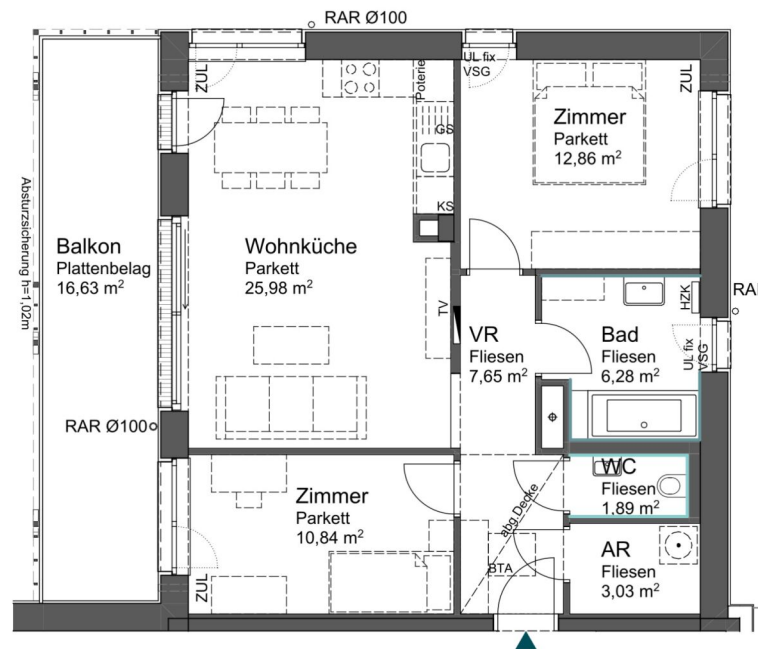 RAR Ø100
ZUL
Poterie
UL fix
VSG
ZUL
Zimmer
Parkett
12,86 m²
GS
KS
Absturzsicherung h=1,02m
Balkon
Plattenbelag
16,63 m²
Wohnküche
Parkett
25,98 m²
TV
VR
Fliesen
7,65 m²
Bad
Fliesen
6,28 m²
HZK
RA
UL fix
VSG
RAR Ø100
Zimmer
Parkett
10,84 m²
ZUL
abg.Decke
BTA
WC
Fliesen
1,89 m²
AR
Fliesen
3,03 m²